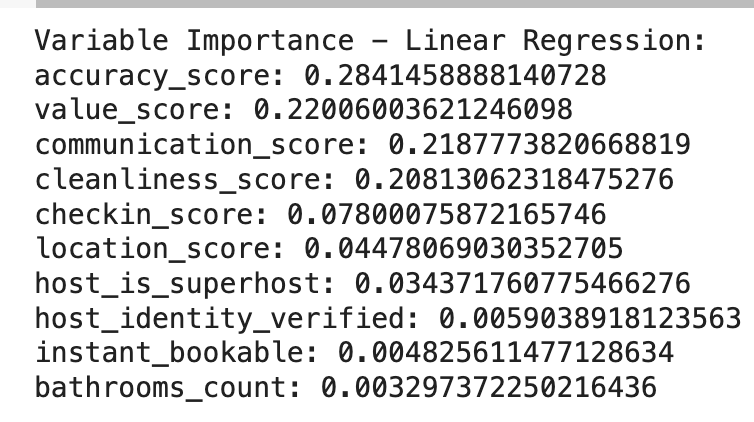 Variable Importance – Linear Regression:
accuracy_score: 0.2841458888140728
value_score: 0.22006003621246098
communication_score: 0.2187773820668819
cleanliness_score: 0.20813062318475276
checkin_score: 0.07800075872165746
location_score: 0.04478069030352705
host_is_superhost: 0.034371760775466276
host_identity_verified: 0.0059038918123563
instant_bookable: 0.004825611477128634
bathrooms_count: 0.003297372250216436